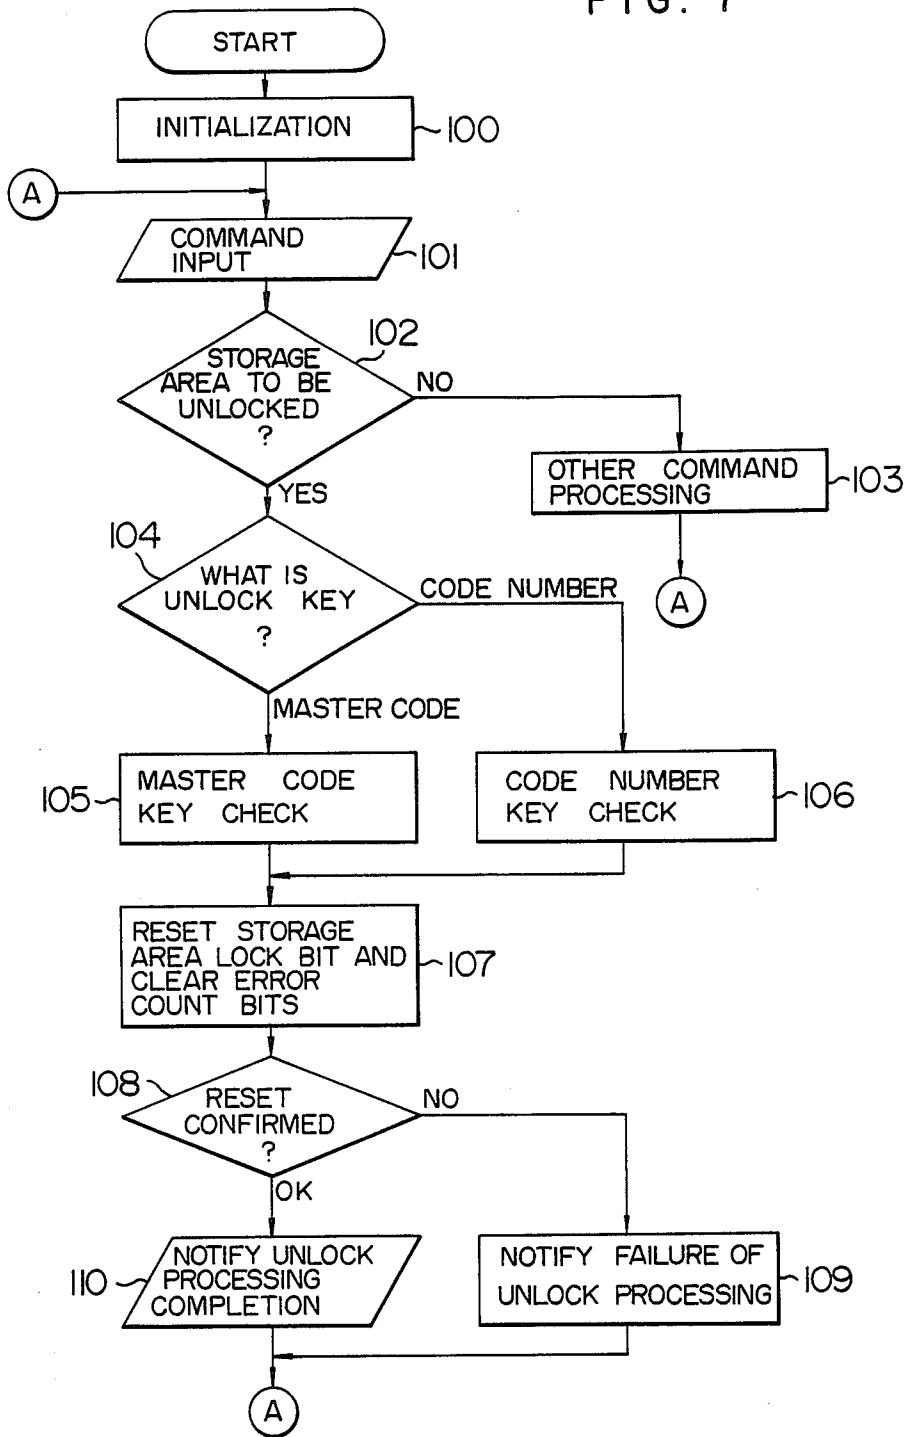 FIG. 7
START
INITIALIZATION
100
A
COMMAND
INPUT
101
102
STORAGE
AREA TO BE
UNLOCKED
?
NO
YES
OTHER COMMAND
PROCESSING
103
A
104
WHAT IS
UNLOCK KEY
?
CODE NUMBER
MASTER CODE
105
MASTER CODE
KEY CHECK
CODE NUMBER
KEY CHECK
106
RESET STORAGE
AREA LOCK BIT AND
CLEAR ERROR
COUNT BITS
107
108
RESET
CONFIRMED
?
NO
OK
110
NOTIFY UNLOCK
PROCESSING
COMPLETION
NOTIFY FAILURE OF
UNLOCK PROCESSING
109
A